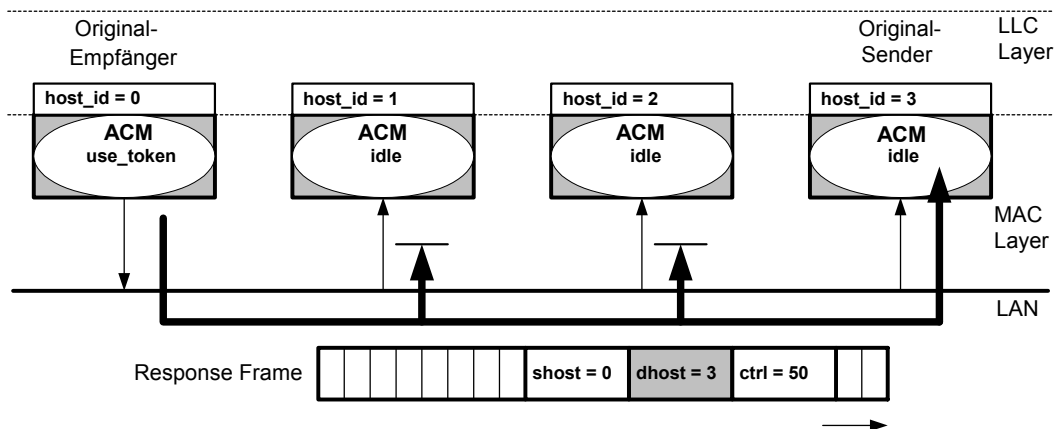 Original-
Empfänger
Original-
Sender
LLC
Layer
host_id = 0
host_id = 1
host_id = 2
host_id = 3
ACM
use_token
ACM
idle
ACM
idle
ACM
idle
MAC
Layer
LAN
Response Frame
shost = 0
dhost = 3
ctrl = 50